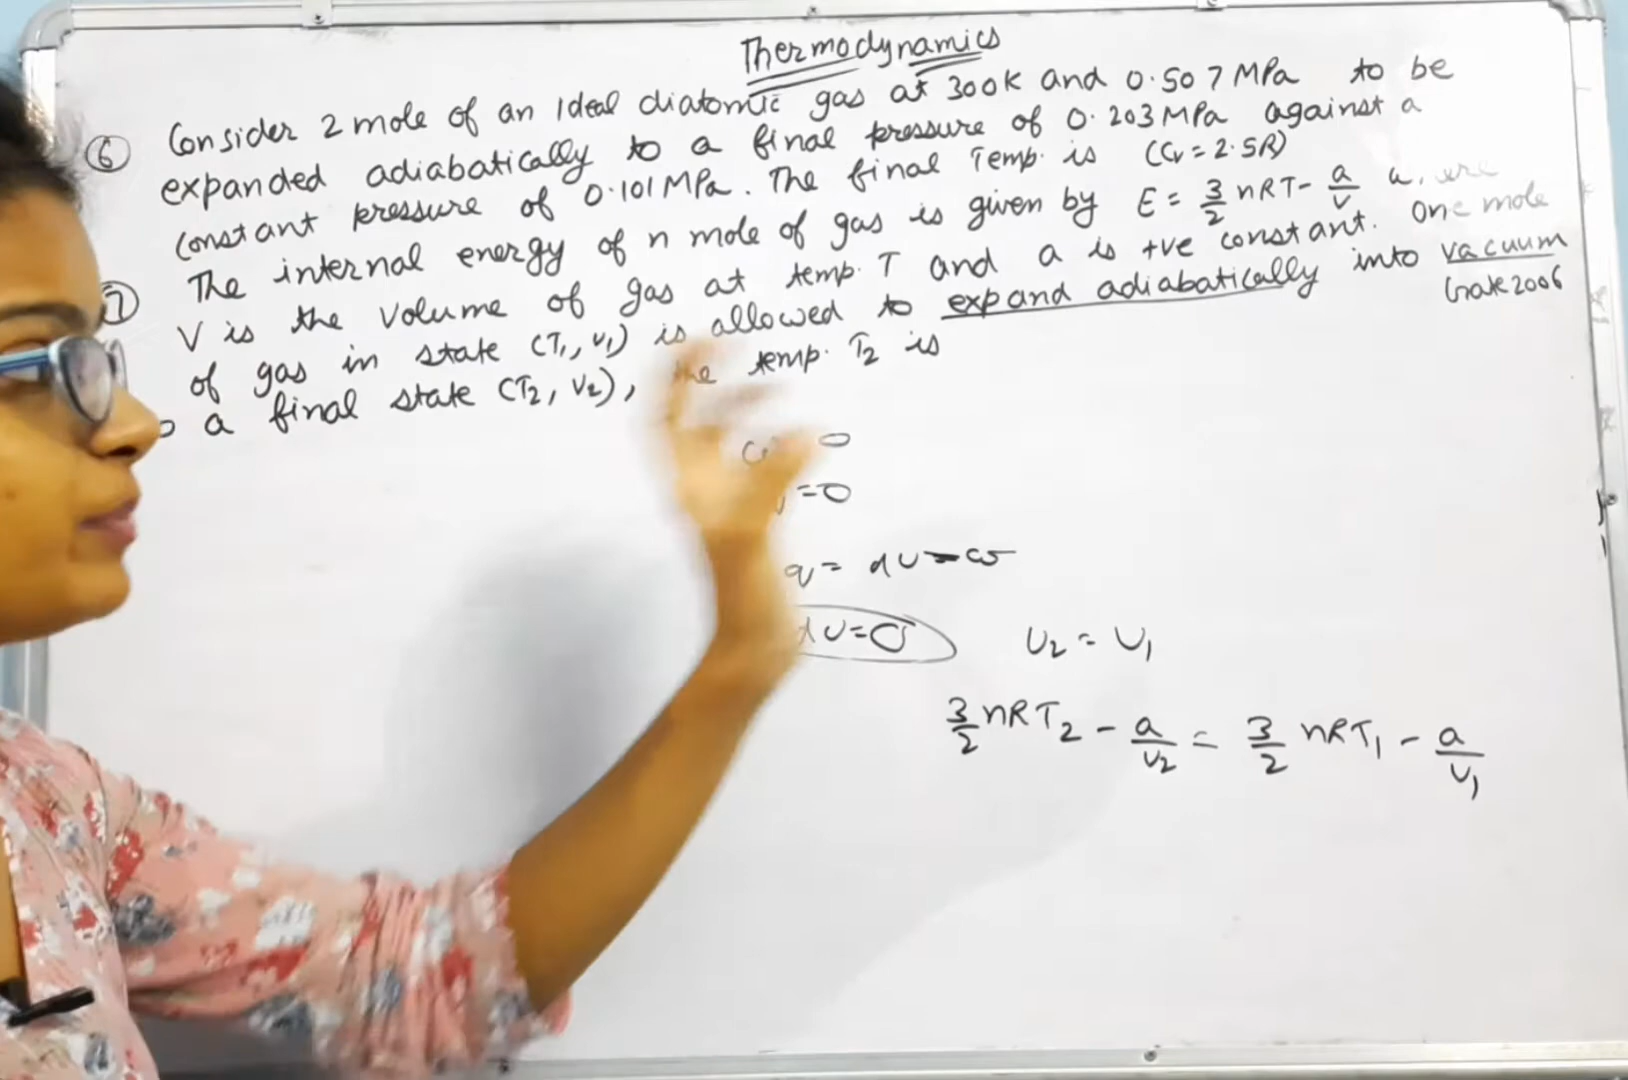 Thermodynamics
⑥ Consider 2 mole of an Ideal diatomic gas at 300K and 0.507 MPa to be
expanded adiabatically to a final pressure of 0.203 MPa against a
constant pressure of 0.101 MPa. The final Temp. is (Cv = 2.5R)
⑦ The internal energy of n mole of gas is given by E = 3/2 nRT - a/v
V is the volume of gas at temp. T and a is +ve constant. One mole
of gas in state (T1, V1) is allowed to expand adiabatically into vacuum
a final state (T2, V2), the temp. T2 is
Gate 2006
= 0
= 0
q = dU - w
dU = 0
U2 = U1
3/2 nRT2 - a/V2 = 3/2 nRT1 - a/V1